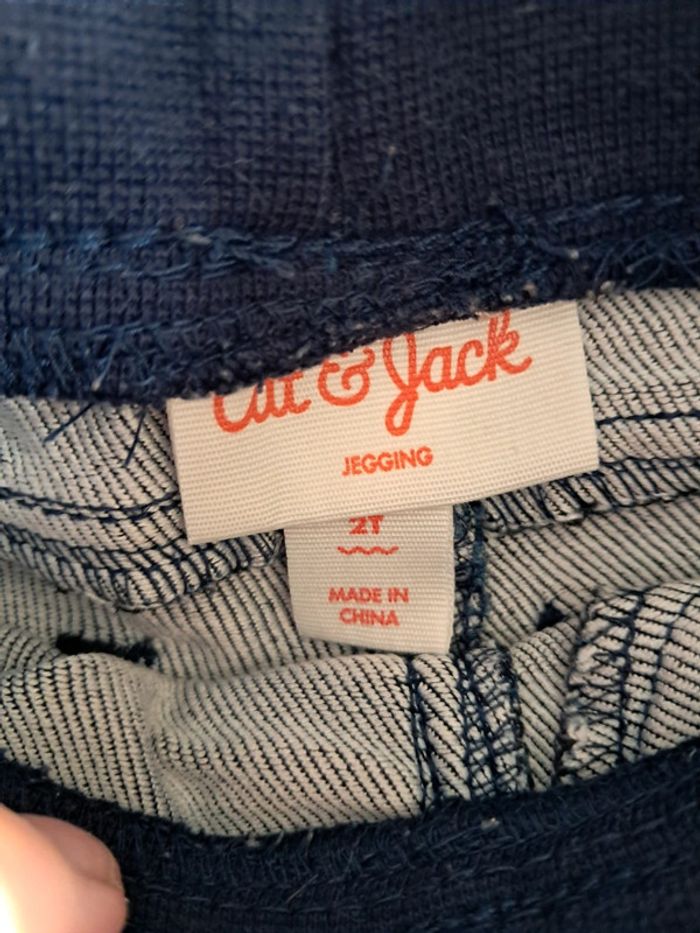 Cat & Jack
JEGGING
2T
MADE IN
CHINA